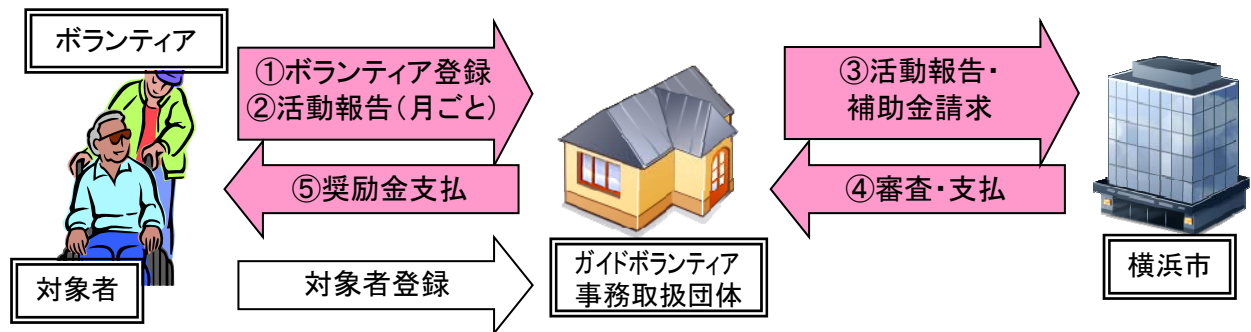 ボランティア
①ボランティア登録
②活動報告(月ごと)
⑤奨励金支払
対象者
対象者登録
ガイドボランティア
事務取扱団体
③活動報告・
補助金請求
④審査・支払
横浜市